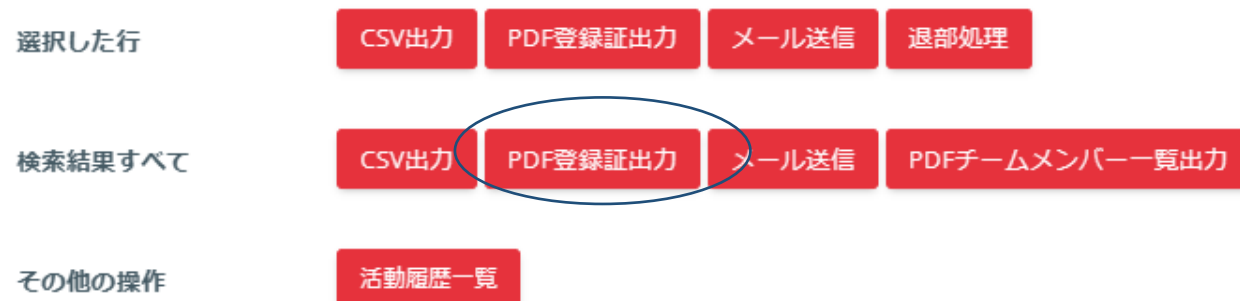 選択した行 CSV出力 PDF登録証出力 メール送信 退部処理
検索結果すべて CSV出力 PDF登録証出力 メール送信 PDFチームメンバー一覧出力
その他の操作 活動履歴一覧